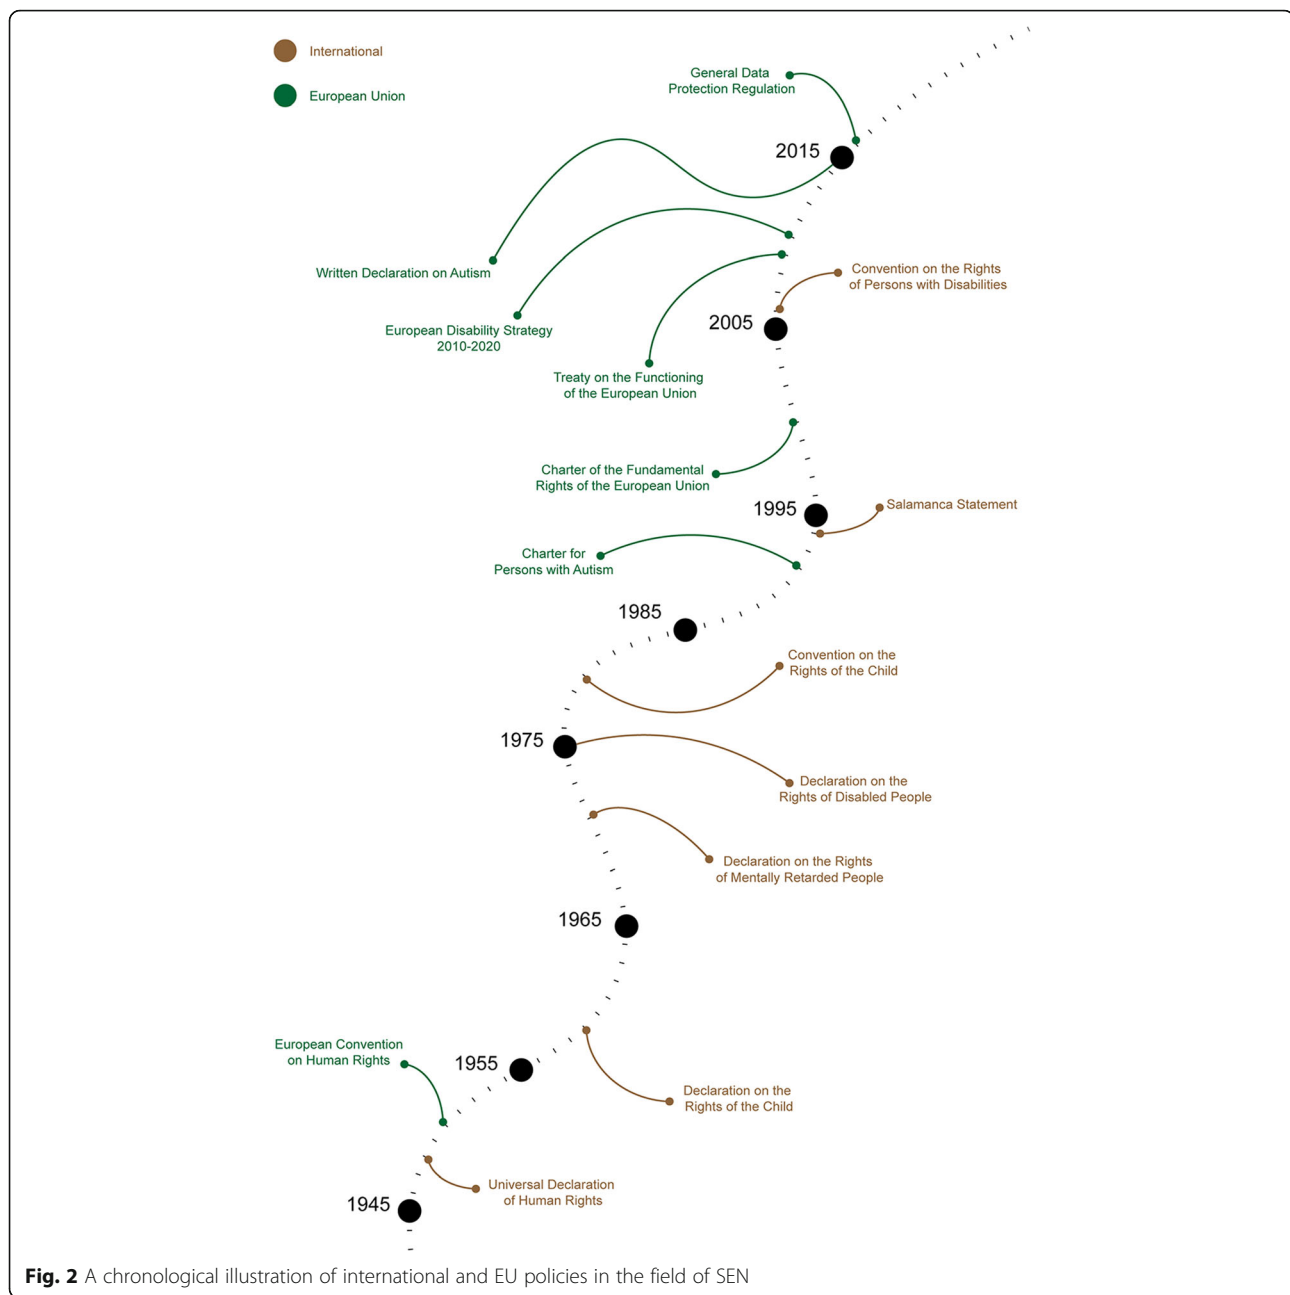 International
European Union
General Data
Protection Regulation
2015
Written Declaration on Autism
Convention on the Rights
of Persons with Disabilities
2005
European Disability Strategy
2010-2020
Treaty on the Functioning
of the European Union
Charter of the Fundamental
Rights of the European Union
1995
Salamanca Statement
Charter for
Persons with Autism
1985
Convention on the
Rights of the Child
1975
Declaration on the
Rights of Disabled People
Declaration on the Rights
of Mentally Retarded People
1965
European Convention
on Human Rights
1955
Declaration on the
Rights of the Child
Universal Declaration
of Human Rights
1945
Fig. 2 A chronological illustration of international and EU policies in the field of SEN